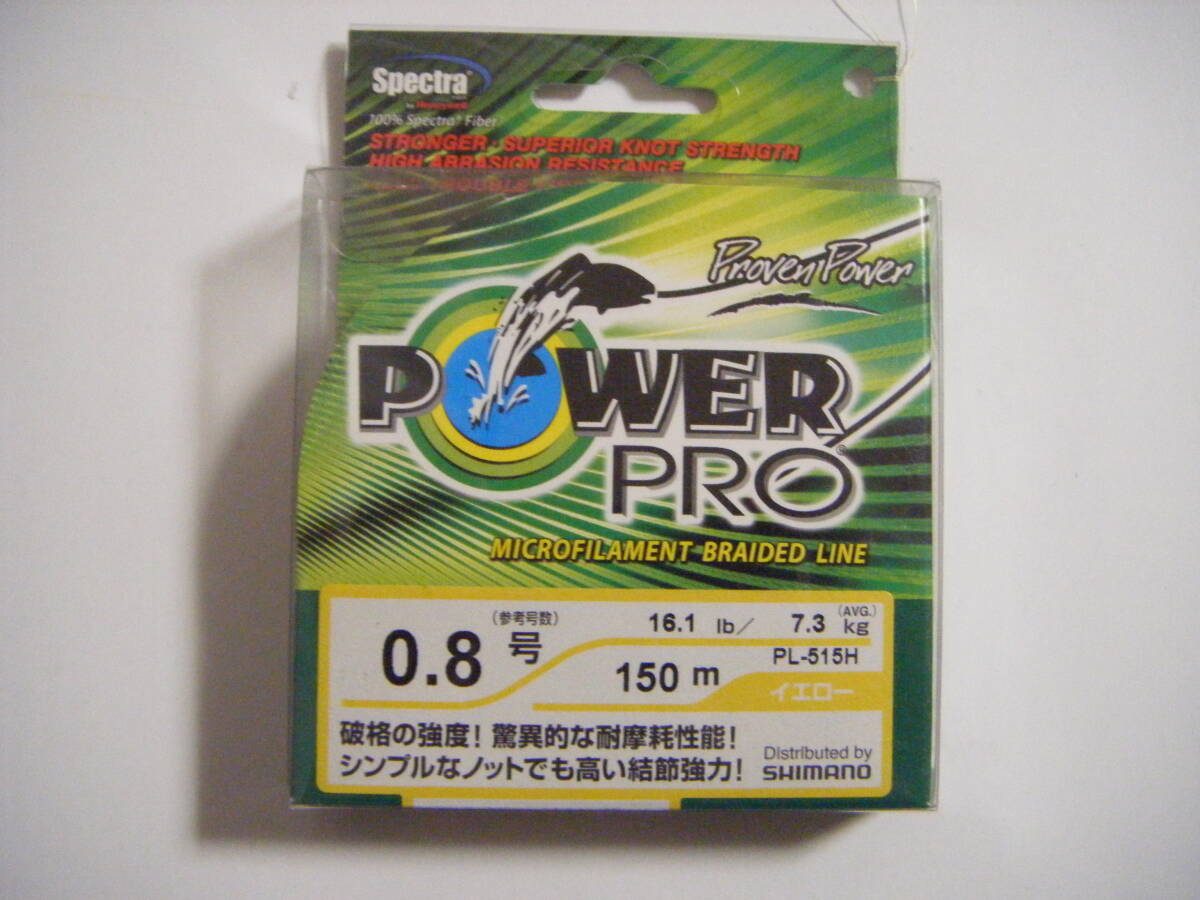 Spectra
by Honeywell
100% Spectra® Fiber
STRONGER, SUPERIOR KNOT STRENGTH
HIGH ABRASION RESISTANCE
Proven Power
POWER
PRO®
MICROFILAMENT BRAIDED LINE
(参考号数)
0.8 号
16.1 lb/ 7.3 kg (AVG.)
150 m
PL-515H
イエロー
破格の強度! 驚異的な耐摩耗性能!
シンプルなノットでも高い結節強力!
Distributed by
SHIMANO